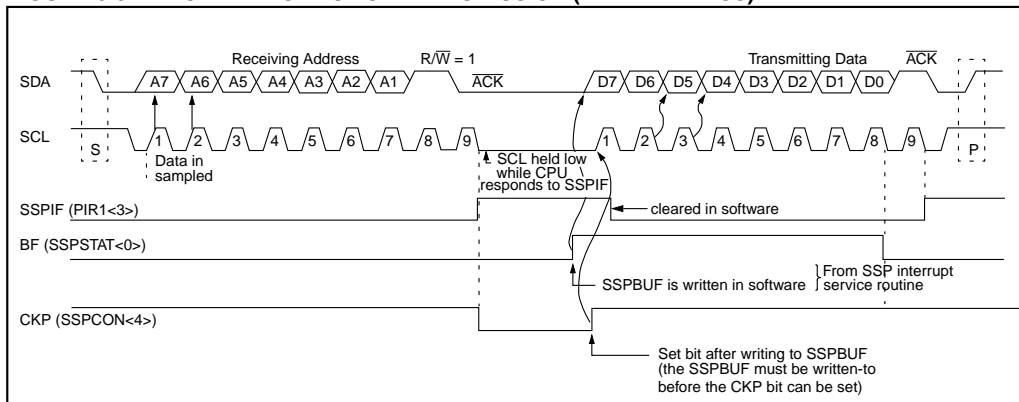 Receiving Address
R/W = 1
Transmitting Data
ACK
SDA
A7 A6 A5 A4 A3 A2 A1
ACK
D7 D6 D5 D4 D3 D2 D1 D0
SCL
S
1 2 3 4 5 6 7 8 9
1 2 3 4 5 6 7 8 9
P
Data in
sampled
SCL held low
while CPU
responds to SSPIF
SSPIF (PIR1<3>)
cleared in software
BF (SSPSTAT<0>)
SSPBUF is written in software
From SSP interrupt
service routine
CKP (SSPCON<4>)
Set bit after writing to SSPBUF
(the SSPBUF must be written-to
before the CKP bit can be set)